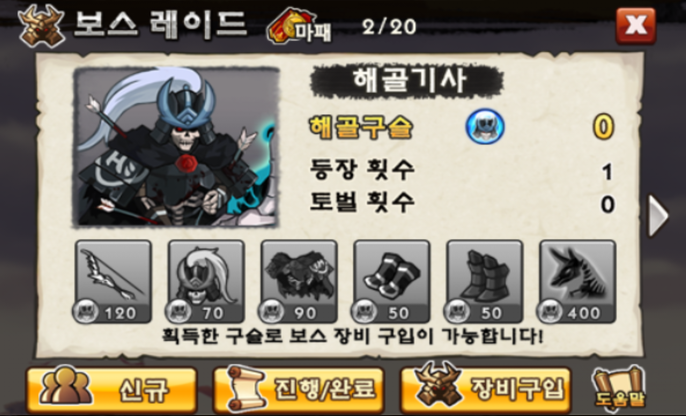 보스 레이드 마패 2/20
해골기사
해골구슬 0
등장 횟수 1
토벌 횟수 0
120 70 90 50 50 400
획득한 구슬로 보스 장비 구입이 가능합니다!
신규 진행/완료 장비구입 도움말